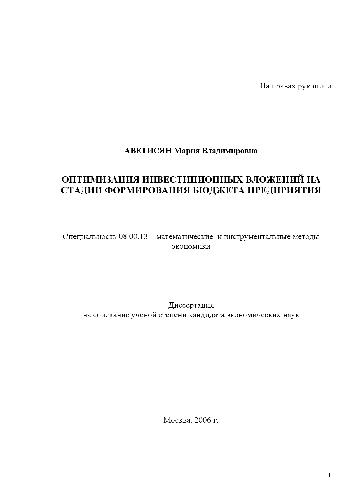 На правах рукописи
АВЕТИСЯН Мария Владимировна
ОПТИМИЗАЦИЯ ИНВЕСТИЦИОННЫХ ВЛОЖЕНИЙ НА
СТАДИИ ФОРМИРОВАНИЯ БЮДЖЕТА ПРЕДПРИЯТИЯ
Специальность 08.00.13 – математические и инструментальные методы
экономики
Диссертация
на соискание ученой степени кандидата экономических наук
Москва, 2006 г.
1